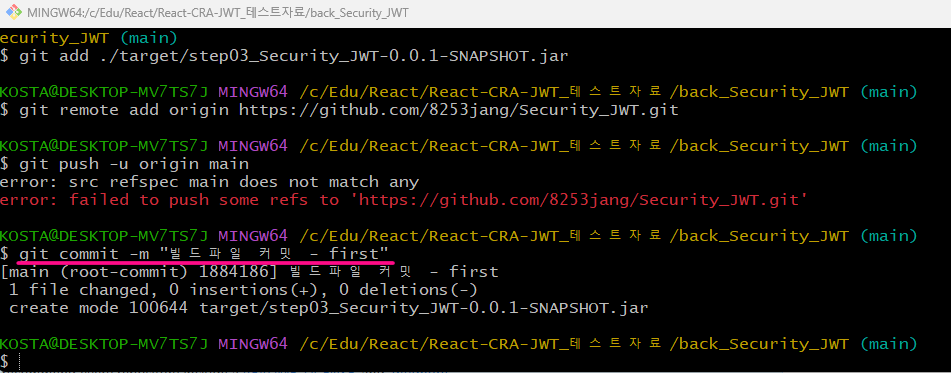 MINGW64:/c/Edu/React/React-CRA-JWT_테스트자료/back_Security_JWT
ecurity_JWT (main)
$ git add ./target/step03_Security_JWT-0.0.1-SNAPSHOT.jar
KOSTA@DESKTOP-MV7TS7J MINGW64 /c/Edu/React/React-CRA-JWT_테스트자료/back_Security_JWT (main)
$ git remote add origin https://github.com/8253jang/Security_JWT.git
KOSTA@DESKTOP-MV7TS7J MINGW64 /c/Edu/React/React-CRA-JWT_테스트자료/back_Security_JWT (main)
$ git push -u origin main
error: src refspec main does not match any
error: failed to push some refs to 'https://github.com/8253jang/Security_JWT.git'
KOSTA@DESKTOP-MV7TS7J MINGW64 /c/Edu/React/React-CRA-JWT_테스트자료/back_Security_JWT (main)
$ git commit -m "빌드파일 커밋 - first"
[main (root-commit) 1884186] 빌드파일 커밋 - first
1 file changed, 0 insertions(+), 0 deletions(-)
create mode 100644 target/step03_Security_JWT-0.0.1-SNAPSHOT.jar
KOSTA@DESKTOP-MV7TS7J MINGW64 /c/Edu/React/React-CRA-JWT_테스트자료/back_Security_JWT (main)
$